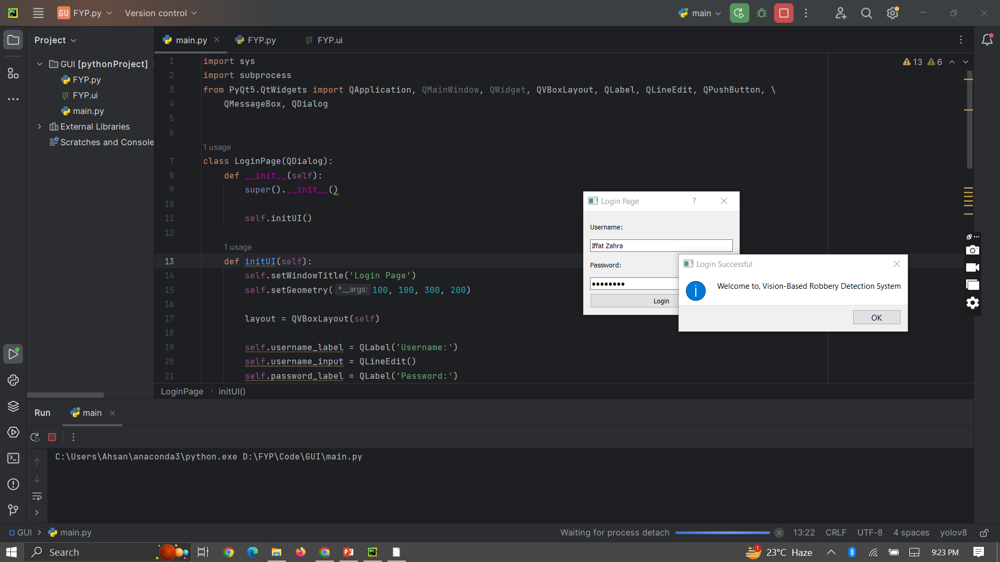 GU FYP.py Version control main
Project main.py FYP.py QT FYP.ui
GUI [pythonProject]
FYP.py
QT FYP.ui
main.py
External Libraries
Scratches and Console
13 6
1 import sys
2 import subprocess
3 from PyQt5.QtWidgets import QApplication, QMainWindow, QWidget, QVBoxLayout, QLabel, QLineEdit, QPushButton, \
4 QMessageBox, QDialog
5
6
1 usage
7 class LoginPage(QDialog):
8 def __init__(self):
9 super().__init__()
10
11 self.initUI()
12
1 usage
13 def initUI(self):
14 self.setWindowTitle('Login Page')
15 self.setGeometry( *__args: 100, 100, 300, 200)
16
17 layout = QVBoxLayout(self)
18
19 self.username_label = QLabel('Username:')
20 self.username_input = QLineEdit()
21 self.password_label = QLabel('Password:')
LoginPage › initUI()
Login Page ?
Username:
Iffat Zahra
Password:
Login
Login Successful
Welcome to, Vision-Based Robbery Detection System
OK
Run main
C:\Users\Ahsan\anaconda3\python.exe D:\FYP\Code\GUI\main.py
GUI > main.py Waiting for process detach 13:22 CRLF UTF-8 4 spaces yolov8
Search 1 23°C Haze 9:23 PM